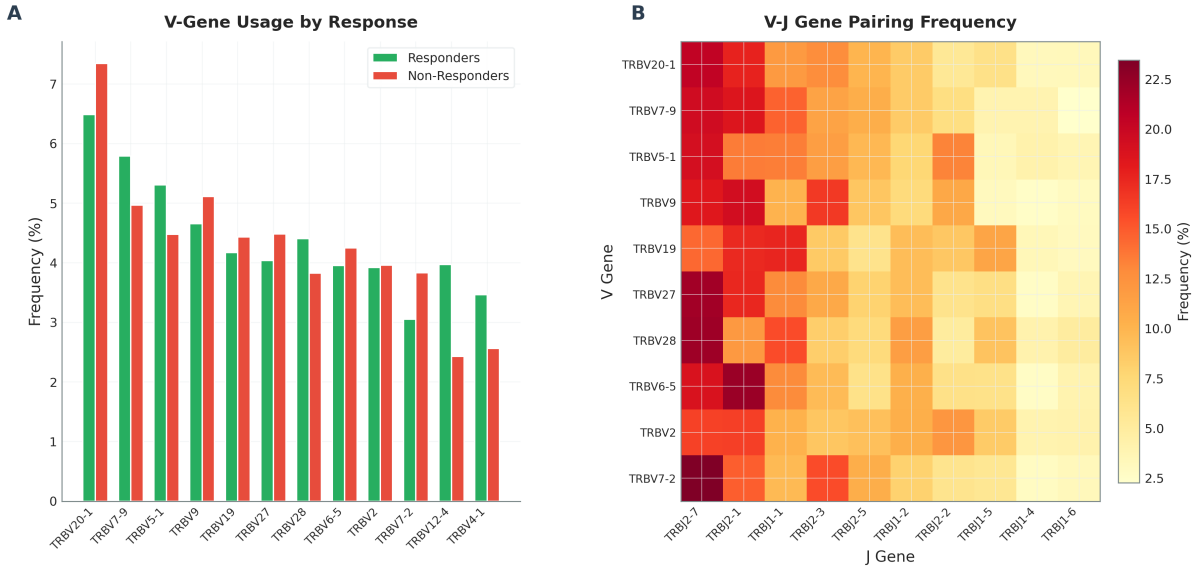 A
V-Gene Usage by Response
Responders
Non-Responders
Frequency (%)
7
6
5
4
3
2
1
0
TRBV20-1
TRBV7-9
TRBV5-1
TRBV9
TRBV19
TRBV27
TRBV28
TRBV6-5
TRBV2
TRBV7-2
TRBV12-4
TRBV4-1
B
V-J Gene Pairing Frequency
V Gene
TRBV20-1
TRBV7-9
TRBV5-1
TRBV9
TRBV19
TRBV27
TRBV28
TRBV6-5
TRBV2
TRBV7-2
TRBJ2-7
TRBJ2-1
TRBJ1-1
TRBJ2-3
TRBJ2-5
TRBJ1-2
TRBJ2-2
TRBJ1-5
TRBJ1-4
TRBJ1-6
J Gene
22.5
20.0
17.5
15.0
12.5
10.0
7.5
5.0
2.5
Frequency (%)